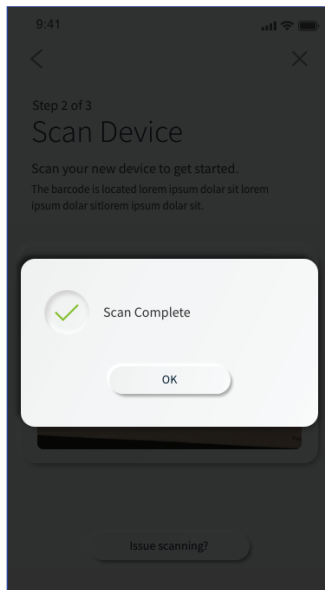 9:41
Step 2 of 3
Scan Device
Scan your new device to get started.
The barcode is located lorem ipsum dolar sit lorem
ipsum dolar sitlorem ipsum dolar sit.
Scan Complete
OK
Issue scanning?